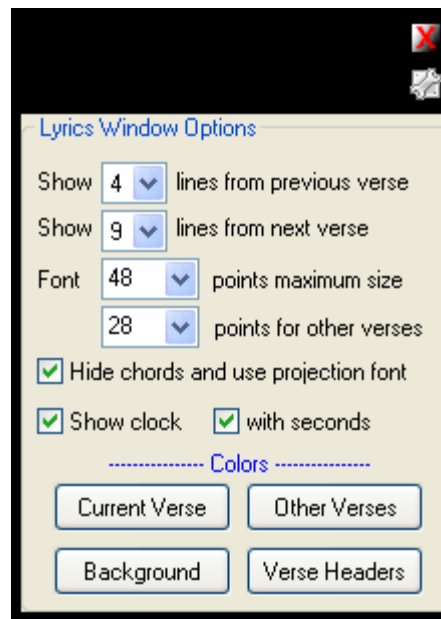 Lyrics Window Options
Show 4 lines from previous verse
Show 9 lines from next verse
Font 48 points maximum size
28 points for other verses
Hide chords and use projection font
Show clock with seconds
---------------- Colors ----------------
Current Verse Other Verses
Background Verse Headers